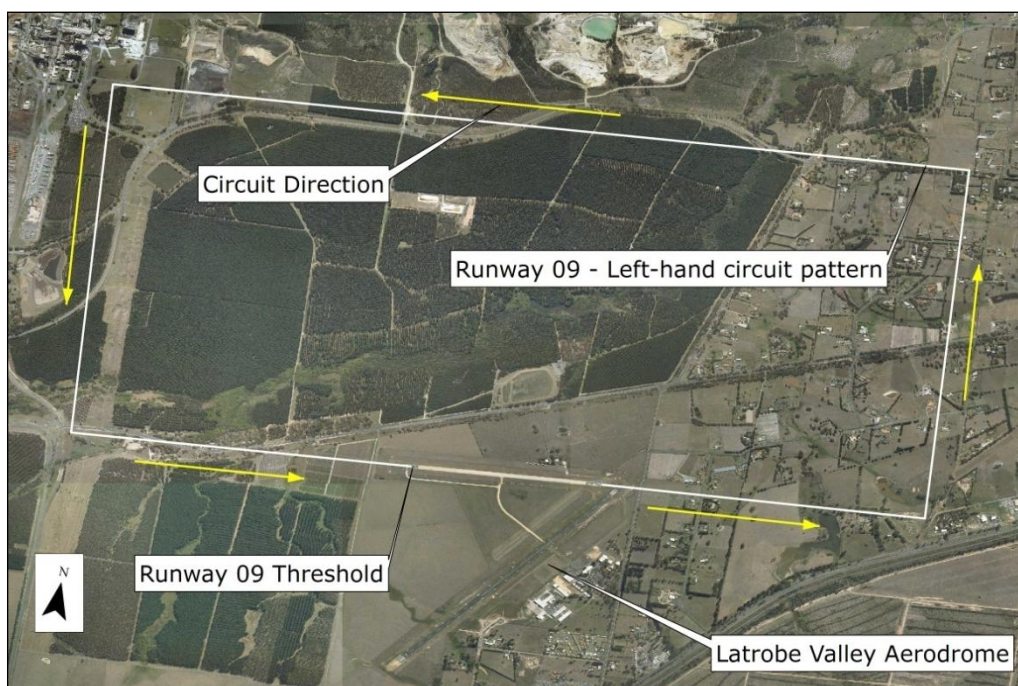 Circuit Direction
Runway 09 - Left-hand circuit pattern
Runway 09 Threshold
N
Latrobe Valley Aerodrome